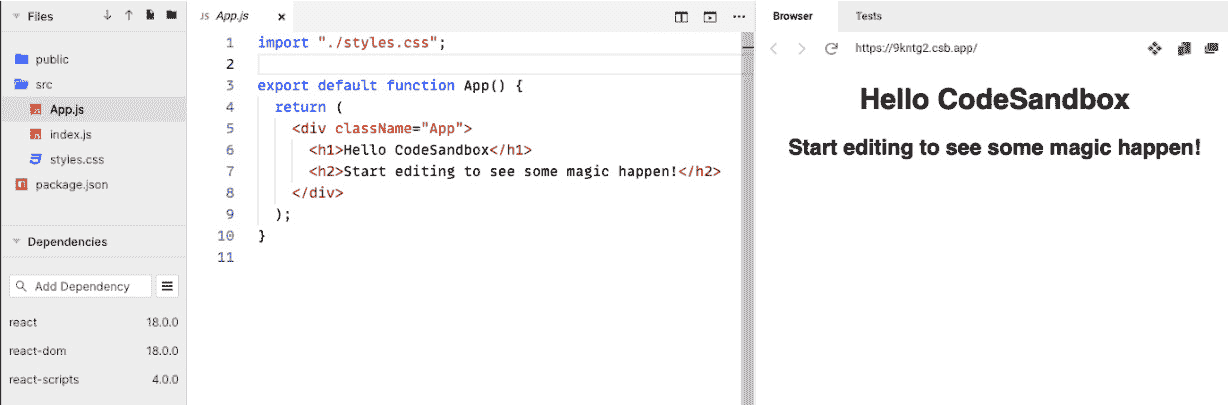 Files
public
src
App.js
index.js
styles.css
package.json
Dependencies
Add Dependency
react 18.0.0
react-dom 18.0.0
react-scripts 4.0.0
JS App.js
1 import "./styles.css";
2
3 export default function App() {
4 return (
5 <div className="App">
6 <h1>Hello CodeSandbox</h1>
7 <h2>Start editing to see some magic happen!</h2>
8 </div>
9 );
10 }
11
Browser Tests
https://9kntg2.csb.app/
Hello CodeSandbox
Start editing to see some magic happen!